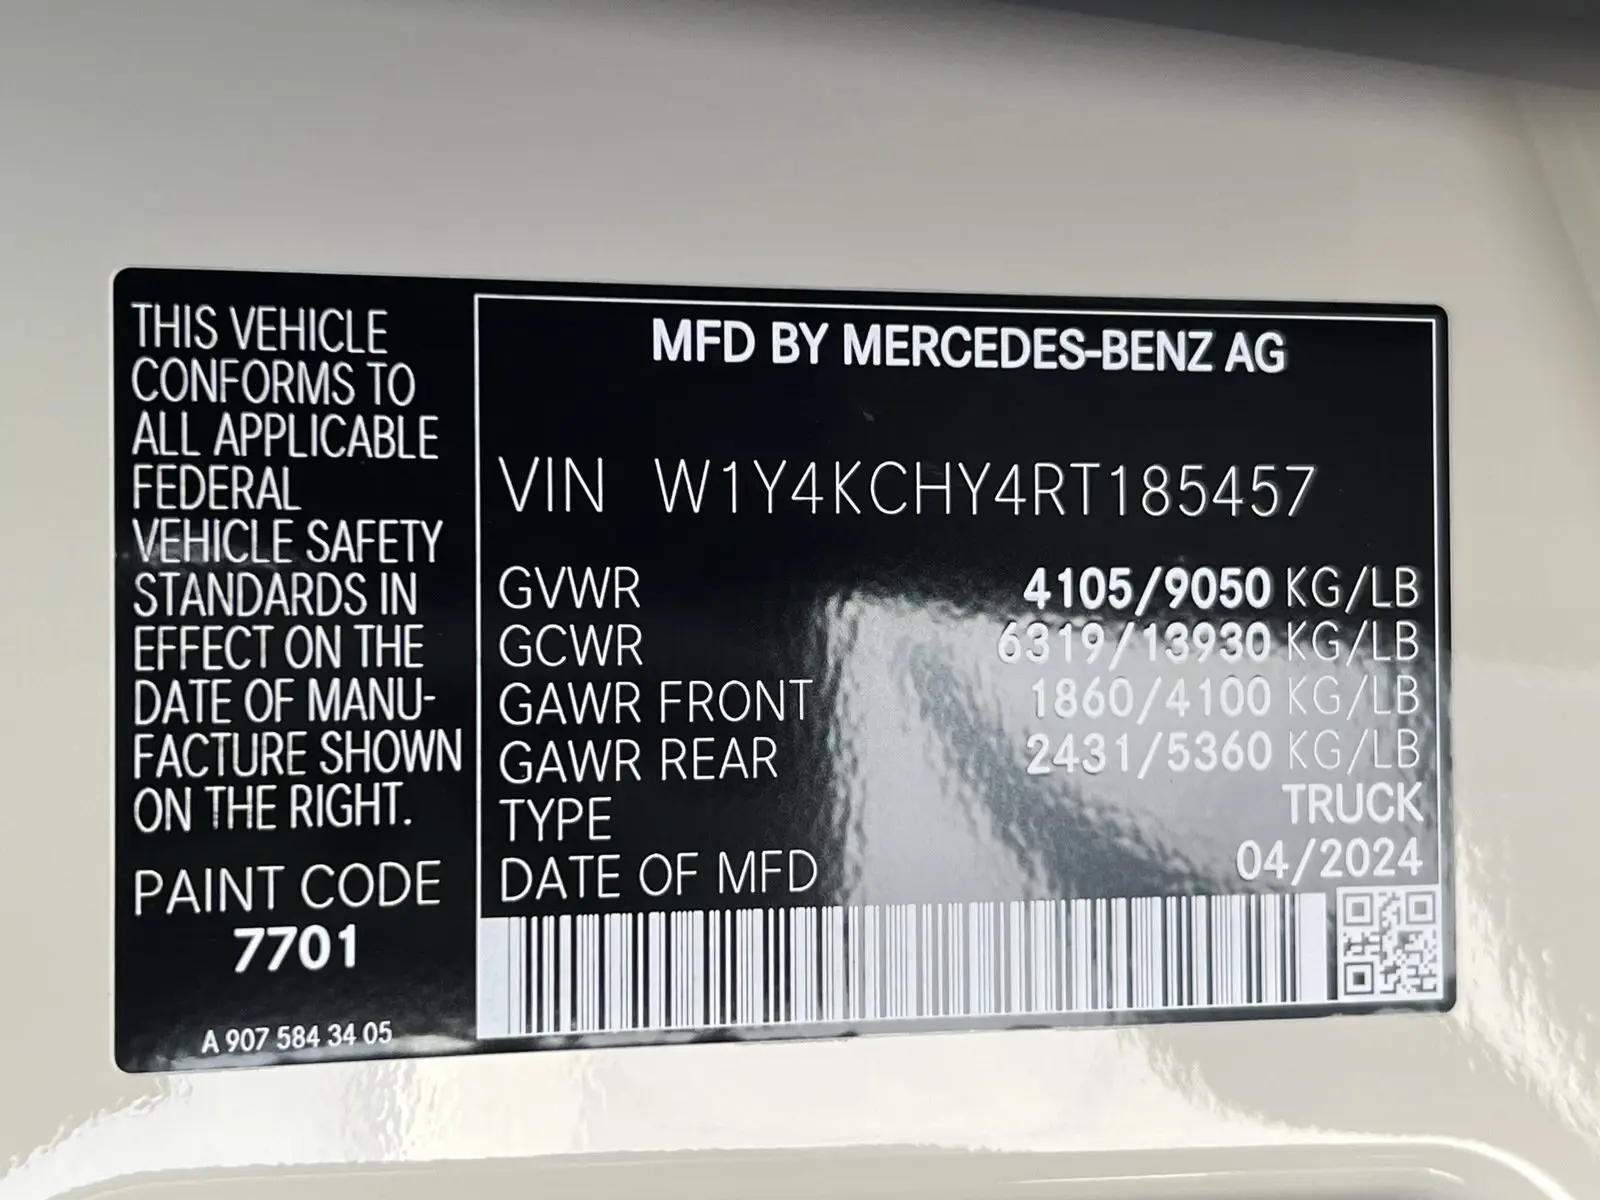 THIS VEHICLE
CONFORMS TO
ALL APPLICABLE
FEDERAL
VEHICLE SAFETY
STANDARDS IN
EFFECT ON THE
DATE OF MANU-
FACTURE SHOWN
ON THE RIGHT.
PAINT CODE
7701
A 907 584 34 05
MFD BY MERCEDES-BENZ AG
VIN W1Y4KCHY4RT185457
GVWR 4105/9050 KG/LB
GCWR 6319/13930 KG/LB
GAWR FRONT 1860/4100 KG/LB
GAWR REAR 2431/5360 KG/LB
TYPE TRUCK
DATE OF MFD 04/2024